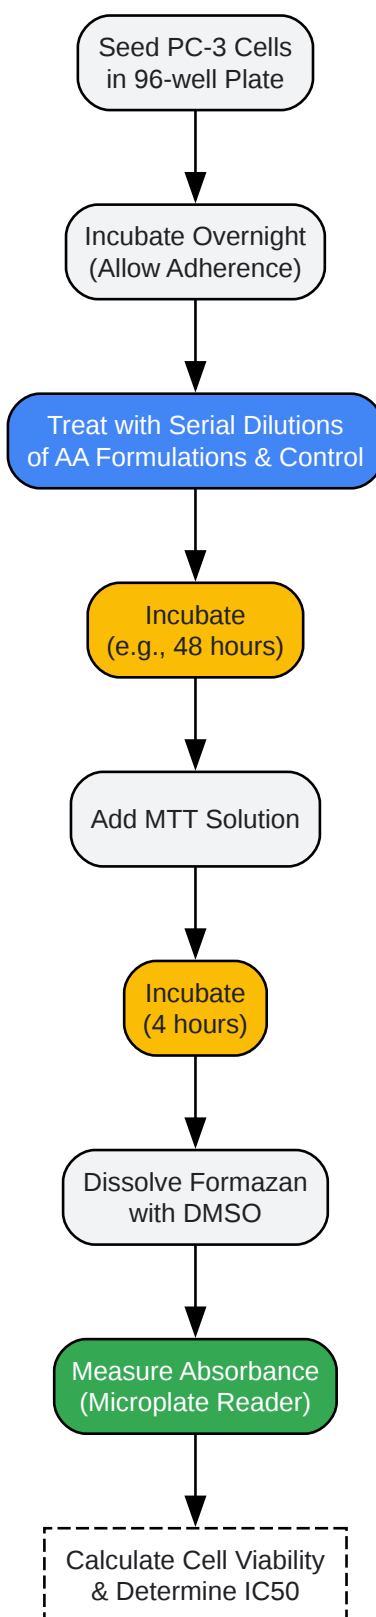 Seed PC-3 Cells
in 96-well Plate
Incubate Overnight
(Allow Adherence)
Treat with Serial Dilutions
of AA Formulations & Control
Incubate
(e.g., 48 hours)
Add MTT Solution
Incubate
(4 hours)
Dissolve Formazan
with DMSO
Measure Absorbance
(Microplate Reader)
Calculate Cell Viability
& Determine IC50